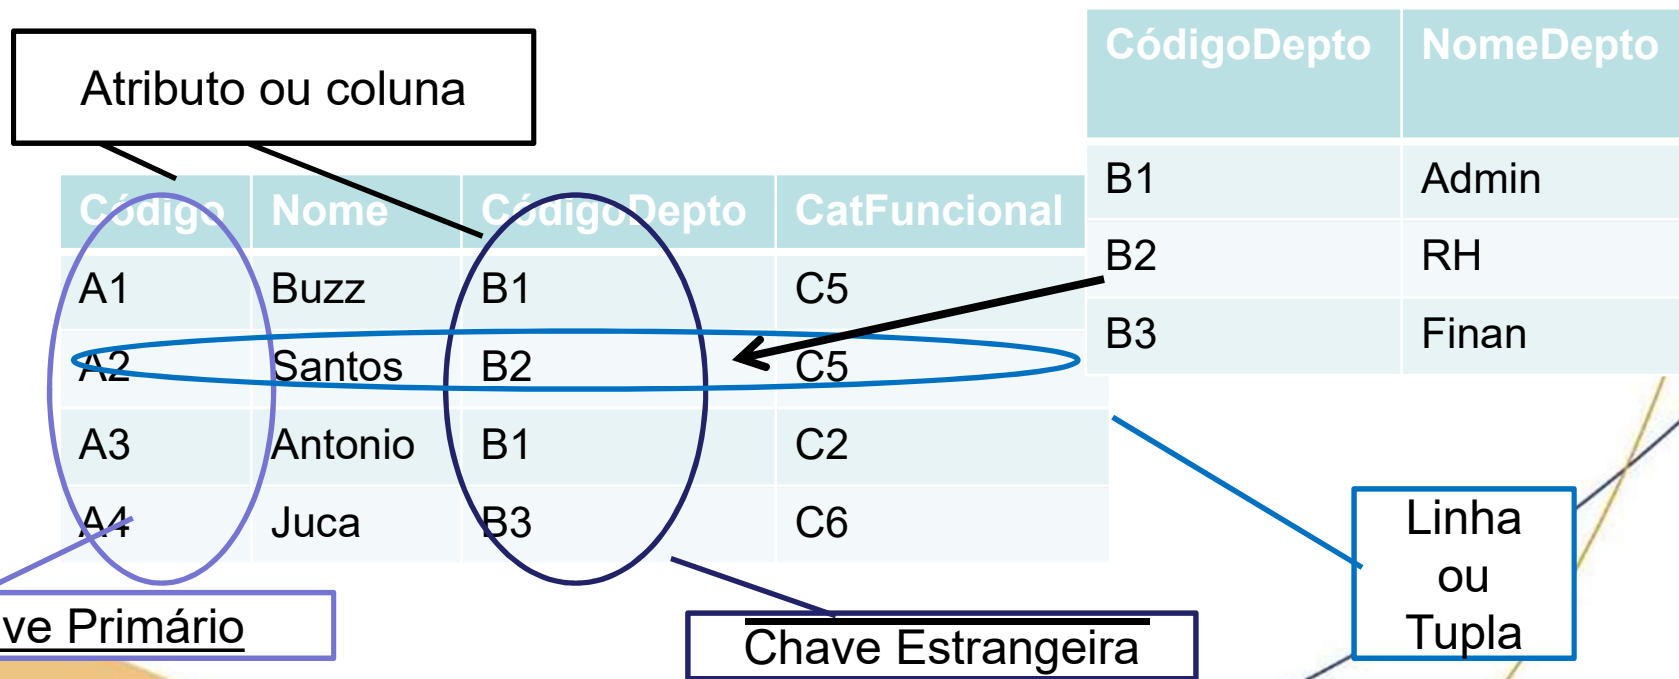 Atributo ou coluna
CódigoDepto NomeDepto
B1 Admin
B2 RH
B3 Finan
Código Nome CódigoDepto CatFuncional
A1 Buzz B1 C5
A2 Santos B2 C5
A3 Antonio B1 C2
A4 Juca B3 C6
ve Primário
Chave Estrangeira
Linha
ou
Tupla